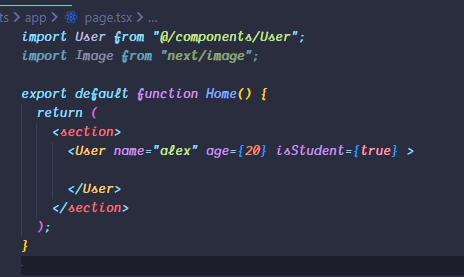 ts > app > page.tsx > ...
import User from "@/components/User";
import Image from "next/image";
export default function Home() {
return (
<section>
<User name="alex" age={20} isStudent={true} >
</User>
</section>
);
}